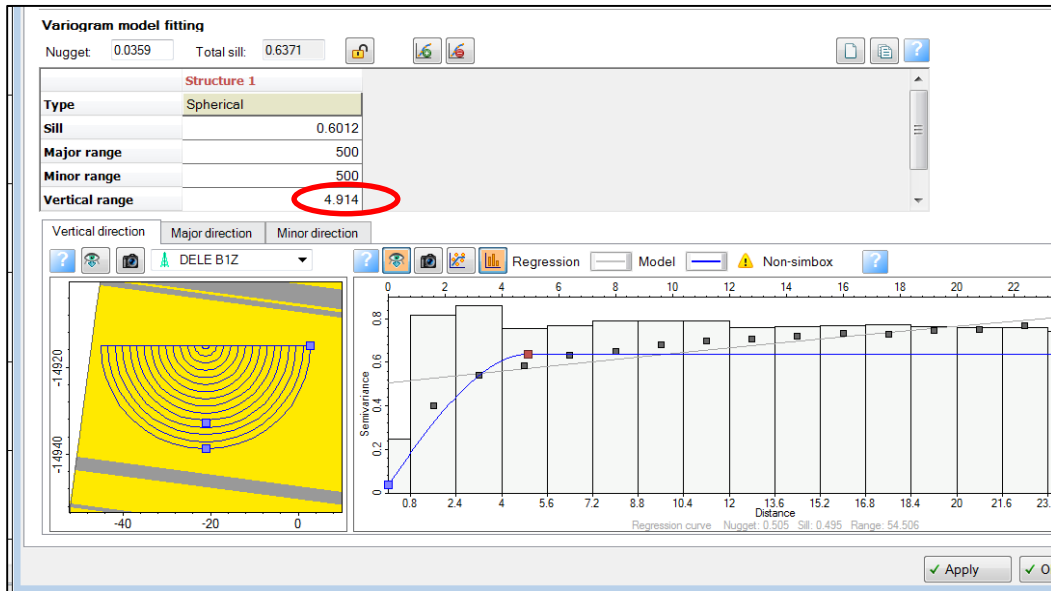 Variogram model fitting
Nugget: 0.0359 Total sill: 0.6371
Structure 1
Type Spherical
Sill 0.6012
Major range 500
Minor range 500
Vertical range 4.914
Vertical direction Major direction Minor direction
? DELE B1Z ? Regression Model Non-simbox ?
0 2 4 6 8 10 12 14 16 18 20 22
0.8
0.6
0.4
0.2
0
Semivariance
-14920
-14940
0.8 2.4 4 5.6 7.2 8.8 10.4 12 13.6 15.2 16.8 18.4 20 21.6 23.
Distance
-40 -20 0
Regression curve Nugget: 0.505 Sill: 0.495 Range: 54.506
Apply O